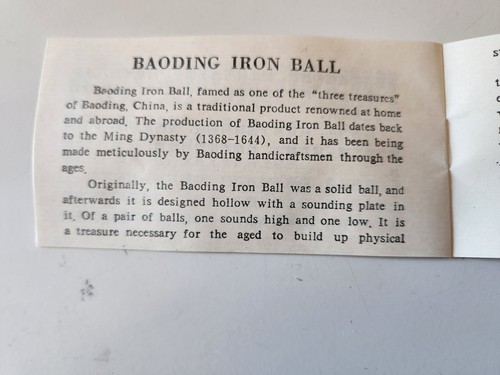 BAODING IRON BALL
Baoding Iron Ball, famed as one of the "three treasures"
of Baoding, China, is a traditional product renowned at home
and abroad. The production of Baoding Iron Ball dates back
to the Ming Dynasty (1368-1644), and it has been being
made meticulously by Baoding handicraftsmen through the
ages.
Originally, the Baoding Iron Ball was a solid ball, and
afterwards it is designed hollow with a sounding plate in
it. Of a pair of balls, one sounds high and one low. It is
a treasure necessary for the aged to build up physical